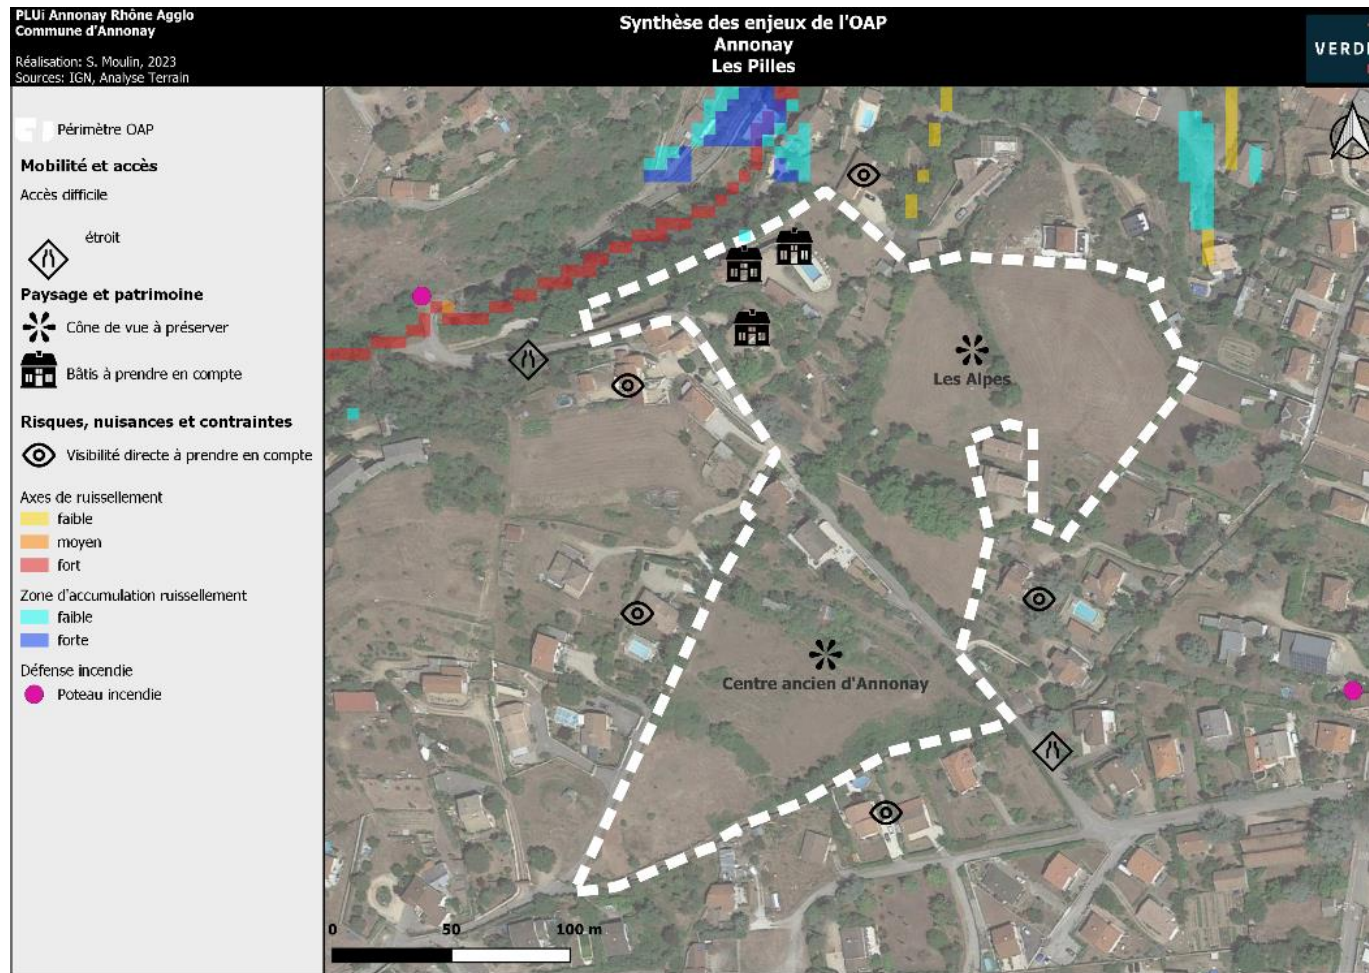 PLUi Annonay Rhône Agglo
Commune d'Annonay
Réalisation: S. Moulin, 2023
Sources: IGN, Analyse Terrain
Synthèse des enjeux de l'OAP
Annonay
Les Pilles
Périmètre OAP
Mobilité et accès
Accès difficile
étroit
Paysage et patrimoine
Cône de vue à préserver
Bâtis à prendre en compte
Risques, nuisances et contraintes
Visibilité directe à prendre en compte
Axes de ruissellement
faible
moyen
fort
Zone d'accumulation ruissellement
faible
forte
Défense incendie
Poteau incendie
Les Alpes
Centre ancien d'Annonay
0 50 100 m